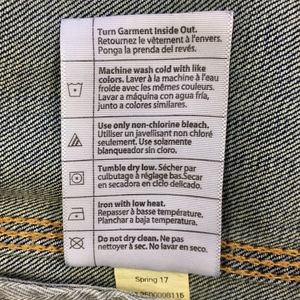 Turn Garment Inside Out.
Retournez le vêtement à l'envers.
Ponga la prenda del revés.
Machine wash cold with like
colors. Laver à la machine à l'eau
froide avec les mêmes couleurs.
Lavar a máquina con agua fría,
junto a colores similares.
Use only non-chlorine bleach.
Utiliser un javellisant non chloré
seulement. Use solamente
blanqueador sin cloro.
Tumble dry low. Sécher par
culbutage à réglage bas. Secar
en secadora en ciclo delicado.
Iron with low heat.
Repasser à basse température.
Planchar a baja temperatura.
Do not dry clean. Ne pas
nettoyer à sec. No lavar en seco.
Spring 17